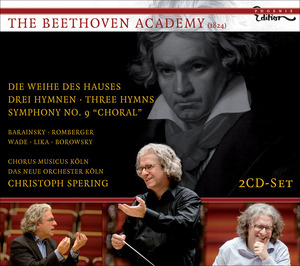 THE BEETHOVEN ACADEMY (1824)
PHOENIX
Edition
DIE WEIHE DES HAUSES
DREI HYMNEN · THREE HYMNS
SYMPHONY NO. 9 “CHORAL”
BARAINSKY · ROMBERGER
WADE · LIKA · BOROWSKY
CHORUS MUSICUS KÖLN
DAS NEUE ORCHESTER KÖLN
CHRISTOPH SPERING
2CD-SET